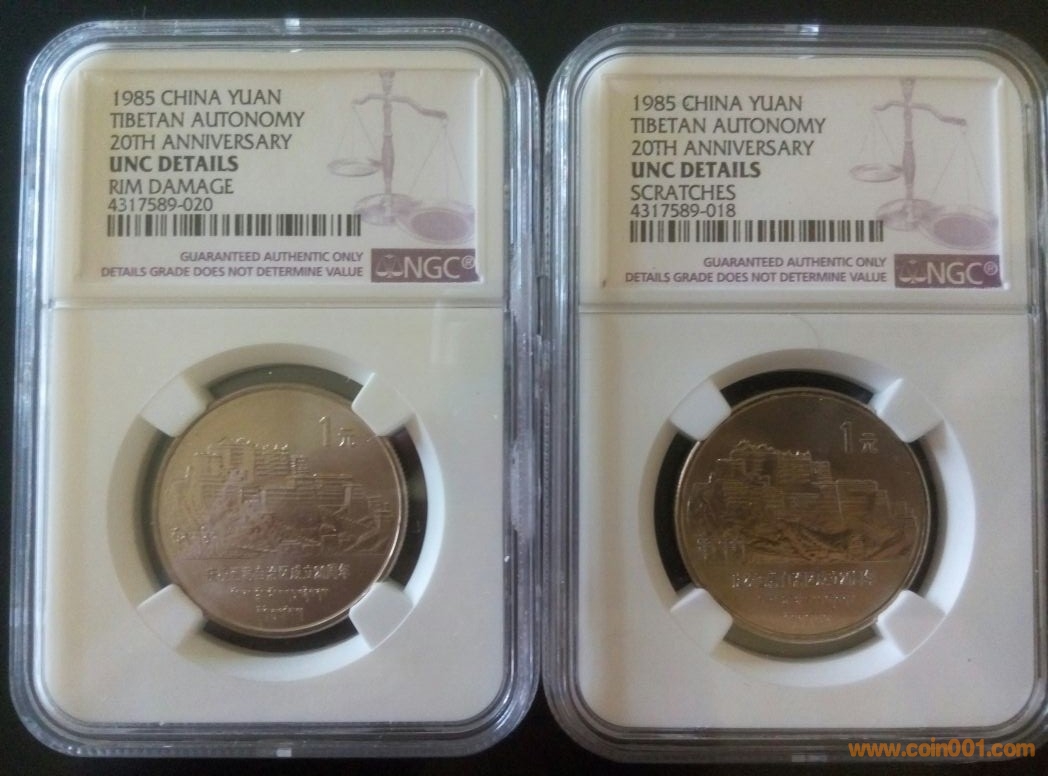 1985 CHINA YUAN
TIBETAN AUTONOMY
20TH ANNIVERSARY
UNC DETAILS
RIM DAMAGE
4317589-020
GUARANTEED AUTHENTIC ONLY
DETAILS GRADE DOES NOT DETERMINE VALUE
NGC®
1元
1985 CHINA YUAN
TIBETAN AUTONOMY
20TH ANNIVERSARY
UNC DETAILS
SCRATCHES
4317589-018
GUARANTEED AUTHENTIC ONLY
DETAILS GRADE DOES NOT DETERMINE VALUE
NGC®
1元
www.coin001.com